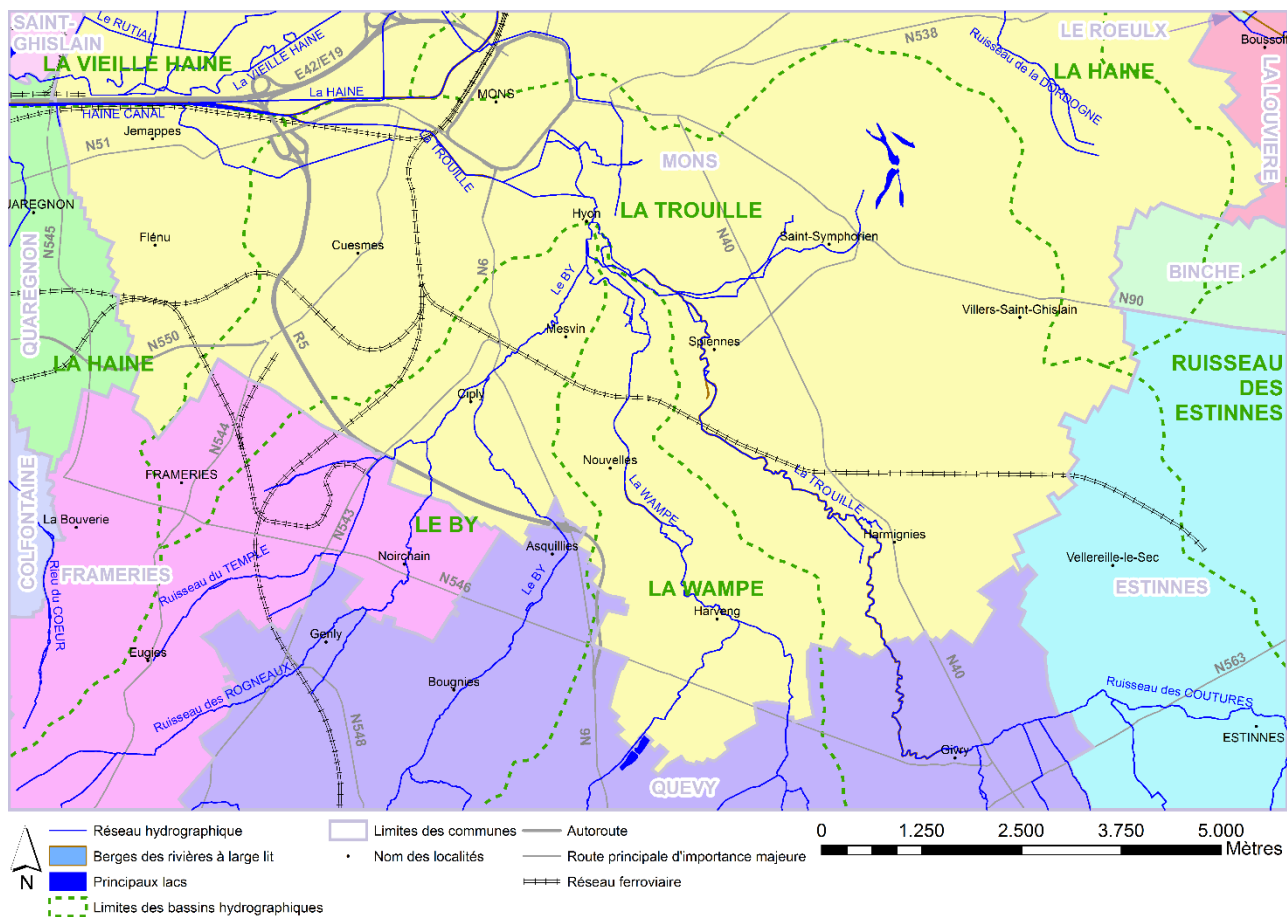 SAINT-
GHISLAIN
Le RUTIAU
LA VIEILLE HAINE
La VIEILLE HAINE
E42/E19
N538
LE ROEULX
Ruisseau de la DORDOGNE
LA HAINE
LA LOUVIERE
La HAINE
MONS
HAINE CANAL
Jemappes
N51
La TROUILLE
MONS
UAREGNON
Hyon
LA TROUILLE
N545
Flénu
Cuesmes
N6
N40
Saint-Symphorien
BINCHE
QUAREGNON
Le BY
N90
Villers-Saint-Ghislain
Mesvin
N550
R5
Spiennes
LA HAINE
RUISSEAU
DES
ESTINNES
Ciply
N544
FRAMERIES
Nouvelles
La WAMPE
La TROUILLE
COLFONTAINE
La Bouverie
N543
LE BY
Harmignies
Asquillies
Noirchain
Vellereille-le-Sec
FRAMERIES
Ruisseau du TEMPLE
N546
Le BY
LA WAMPE
ESTINNES
Rieu du COEUR
Harveng
Genly
Eugies
N40
N563
Ruisseau des ROGNEAUX
Bougnies
Ruisseau des COUTURES
N548
N6
Givry
ESTINNES
QUEVY
N
Réseau hydrographique
Berges des rivières à large lit
Principaux lacs
Limites des bassins hydrographiques
Limites des communes
Nom des localités
Autoroute
Route principale d'importance majeure
Réseau ferroviaire
0 1.250 2.500 3.750 5.000
Mètres